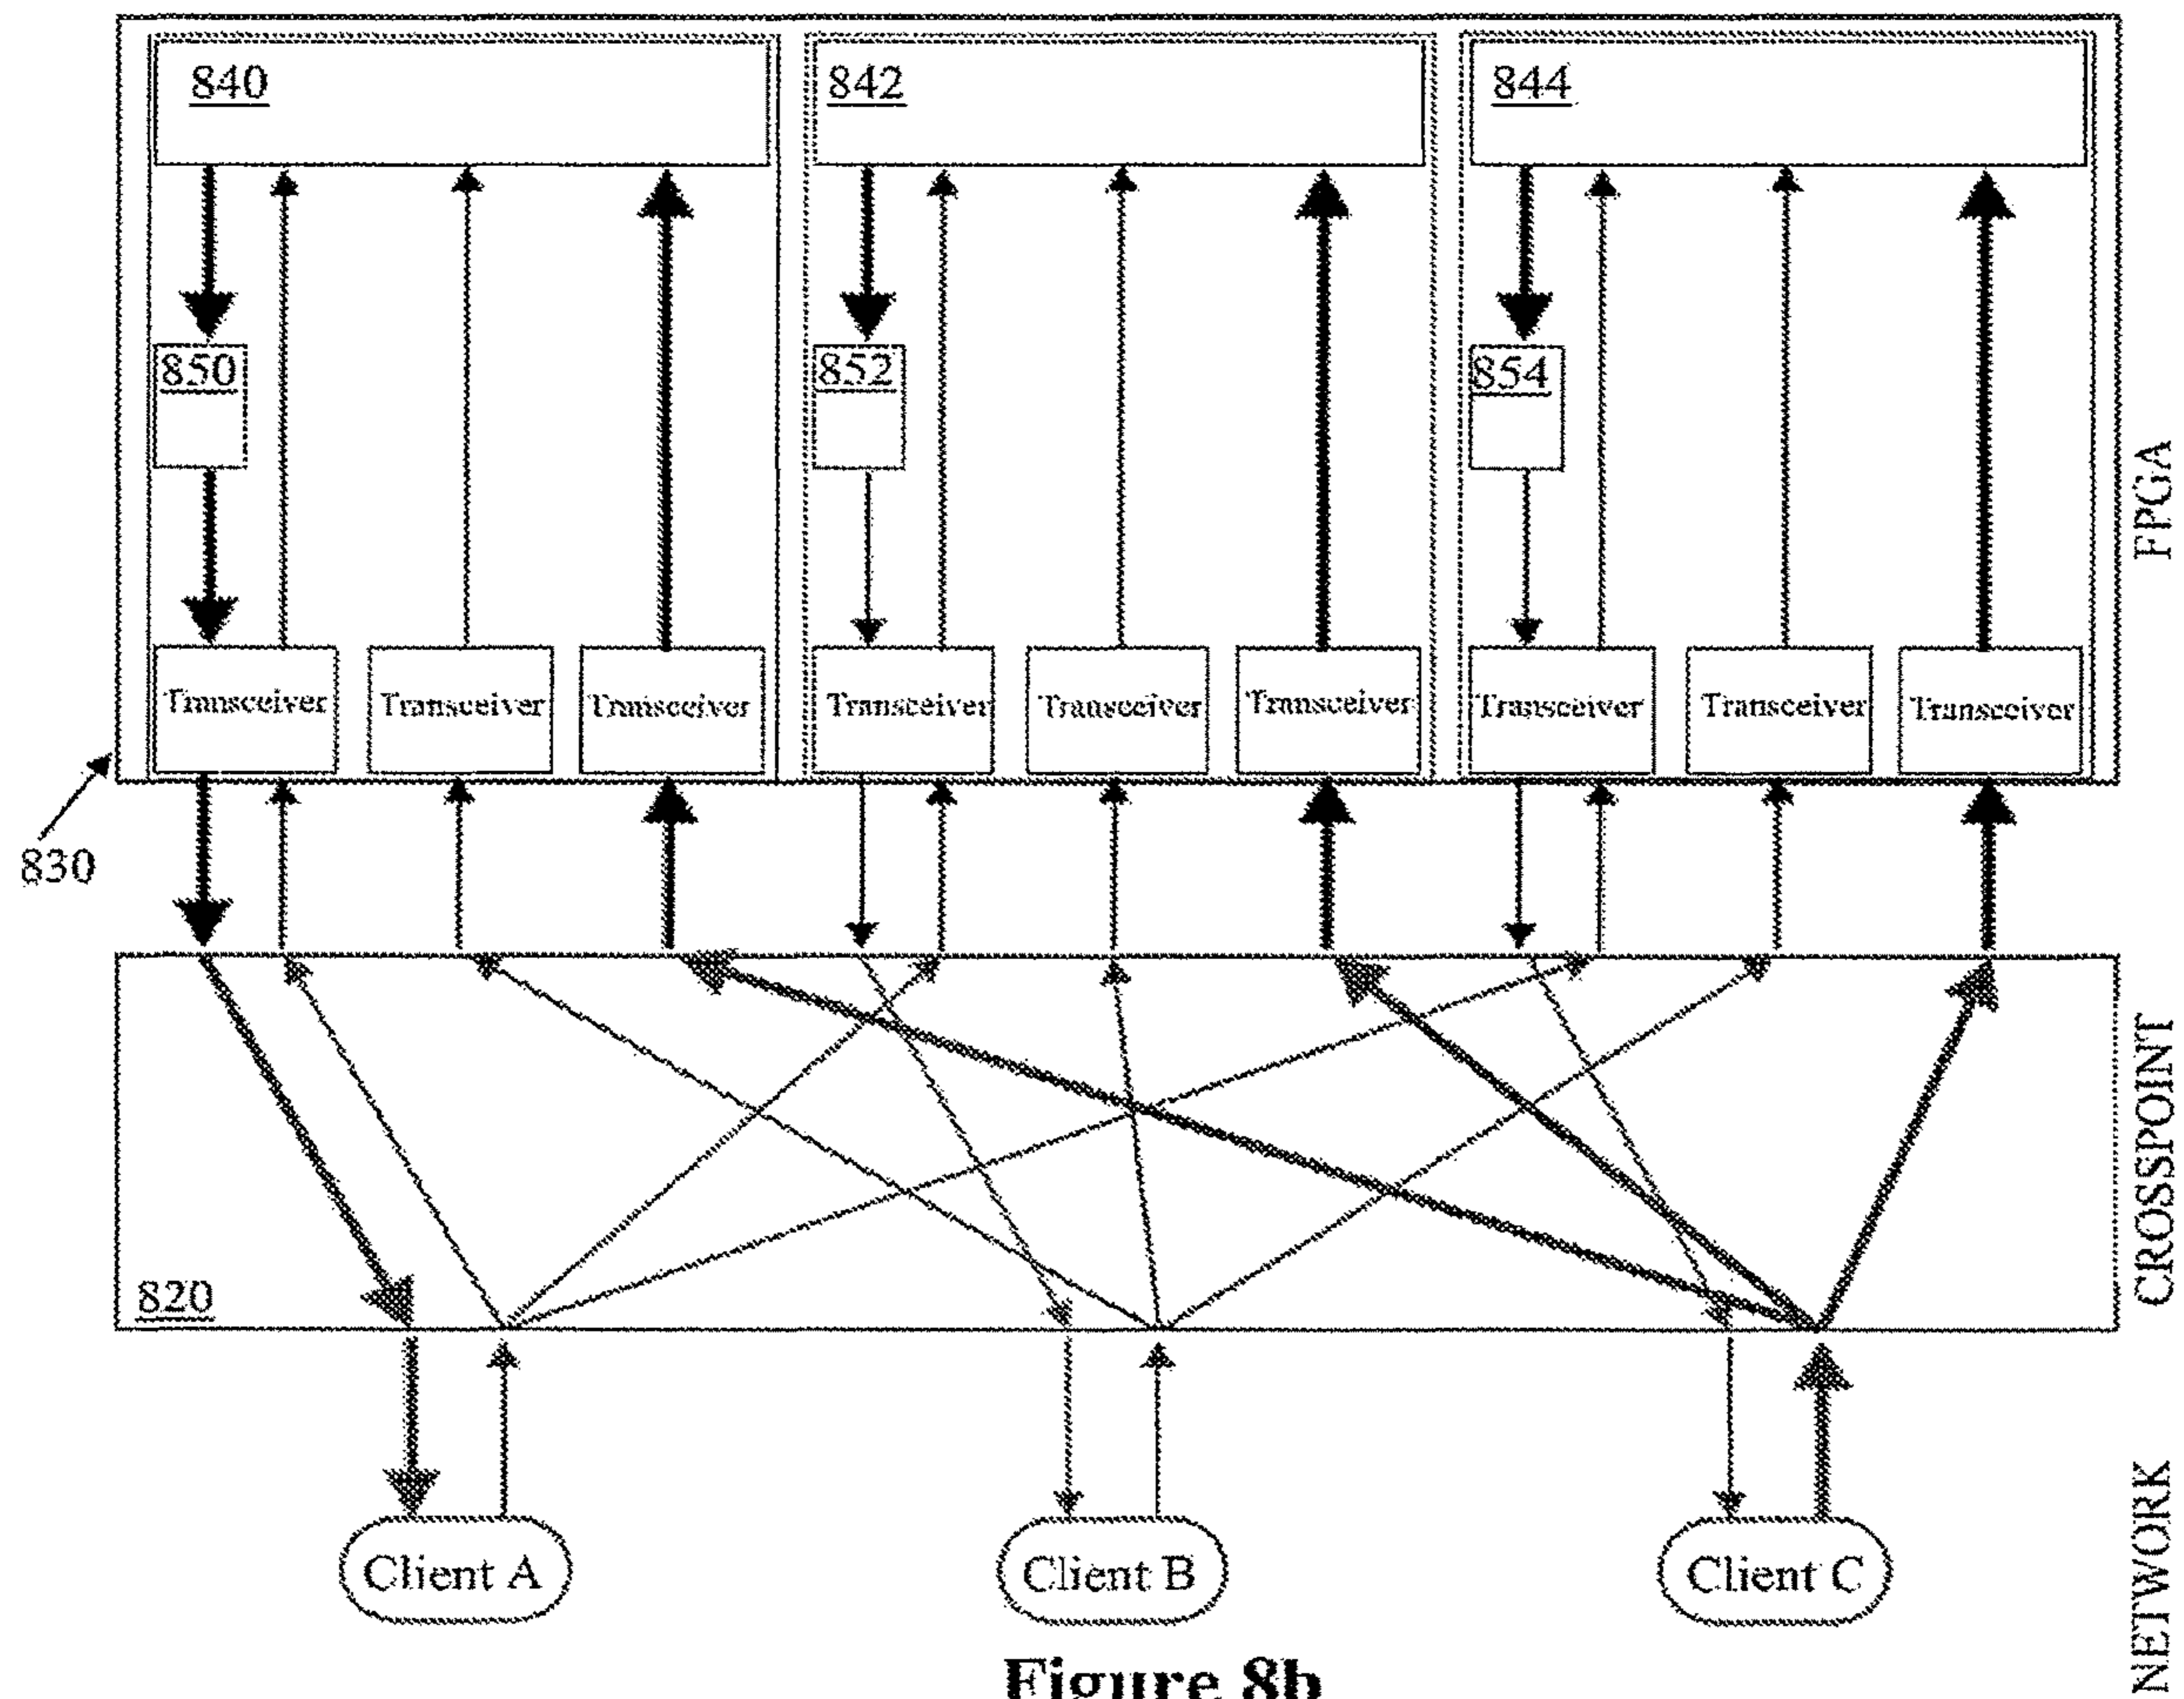 840
842
844
850
852
854
FPGA
Transceiver
Transceiver
Transceiver
Transceiver
Transceiver
Transceiver
Transceiver
Transceiver
Transceiver
830
CROSSPOINT
820
Client A
Client B
Client C
NETWORK
Figure 8b